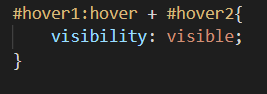 #hover1:hover + #hover2{
    visibility: visible;
}